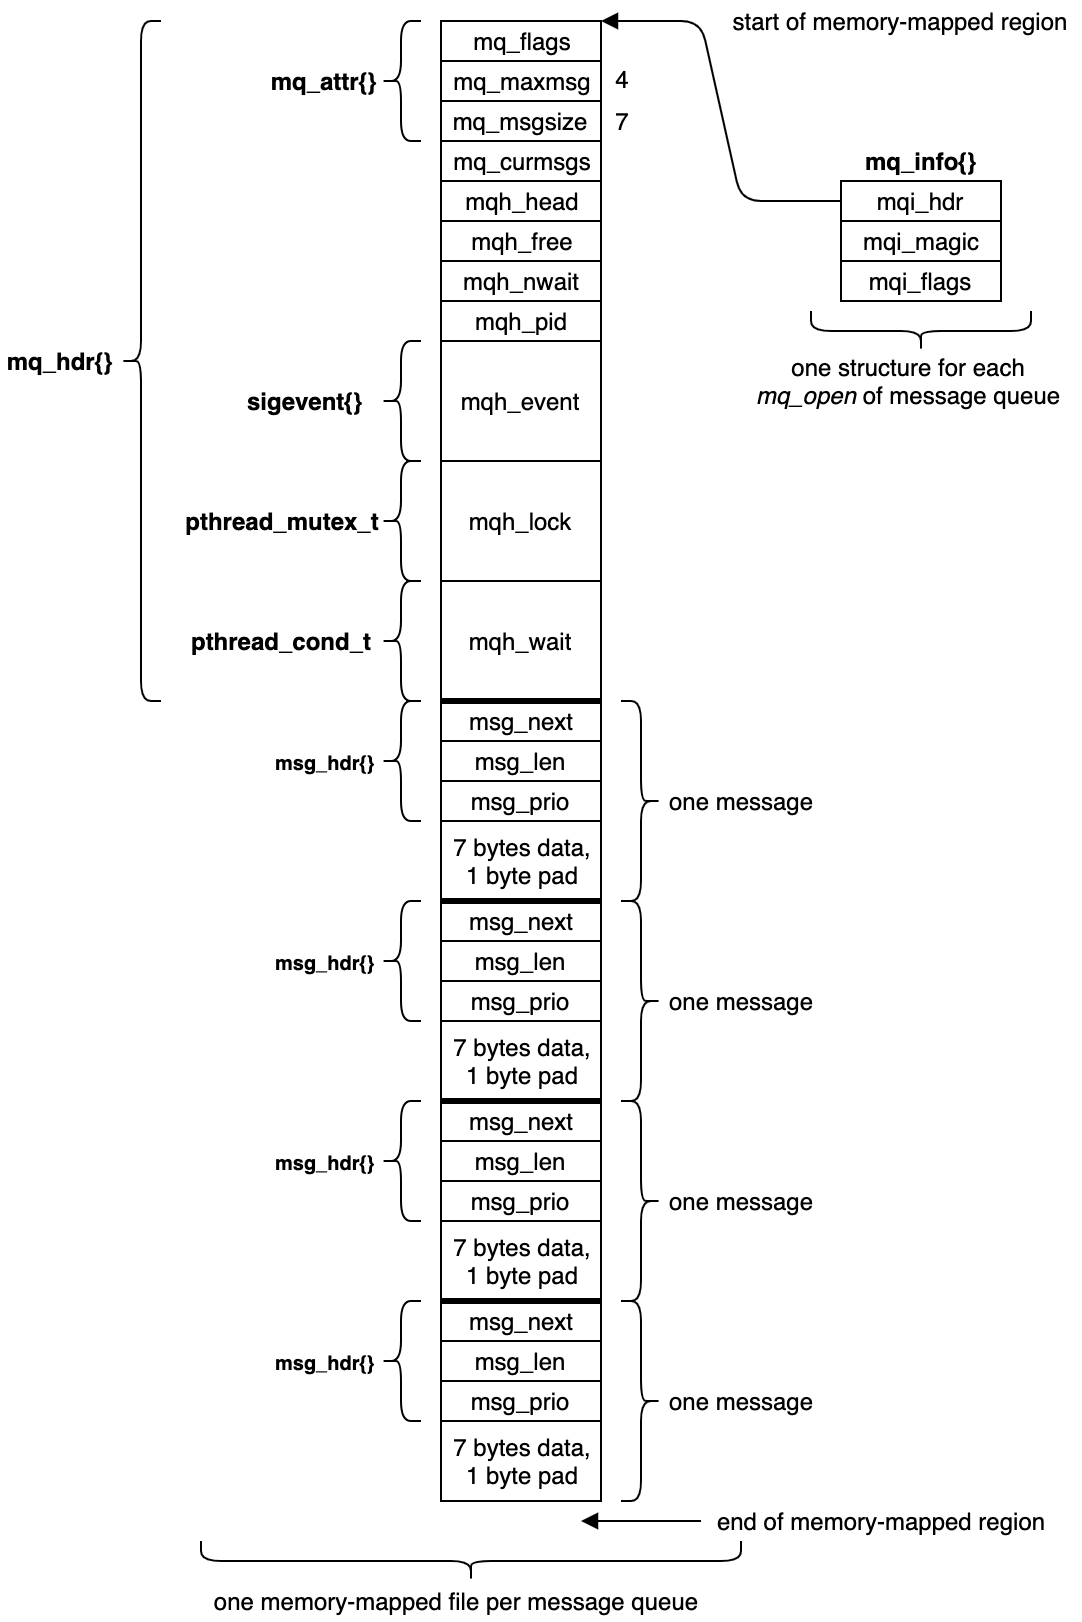 start of memory-mapped region
mq_flags
mq_attr{}
mq_maxmsg
4
mq_msgsize
7
mq_curmsgs
mq_info{}
mqh_head
mqi_hdr
mqh_free
mqi_magic
mqh_nwait
mqi_flags
mqh_pid
mq_hdr{}
one structure for each
mq_open of message queue
sigevent{}
mqh_event
pthread_mutex_t
mqh_lock
pthread_cond_t
mqh_wait
msg_next
msg_hdr{}
msg_len
msg_prio
one message
7 bytes data,
1 byte pad
msg_next
msg_hdr{}
msg_len
msg_prio
one message
7 bytes data,
1 byte pad
msg_next
msg_hdr{}
msg_len
msg_prio
one message
7 bytes data,
1 byte pad
msg_next
msg_hdr{}
msg_len
msg_prio
one message
7 bytes data,
1 byte pad
end of memory-mapped region
one memory-mapped file per message queue